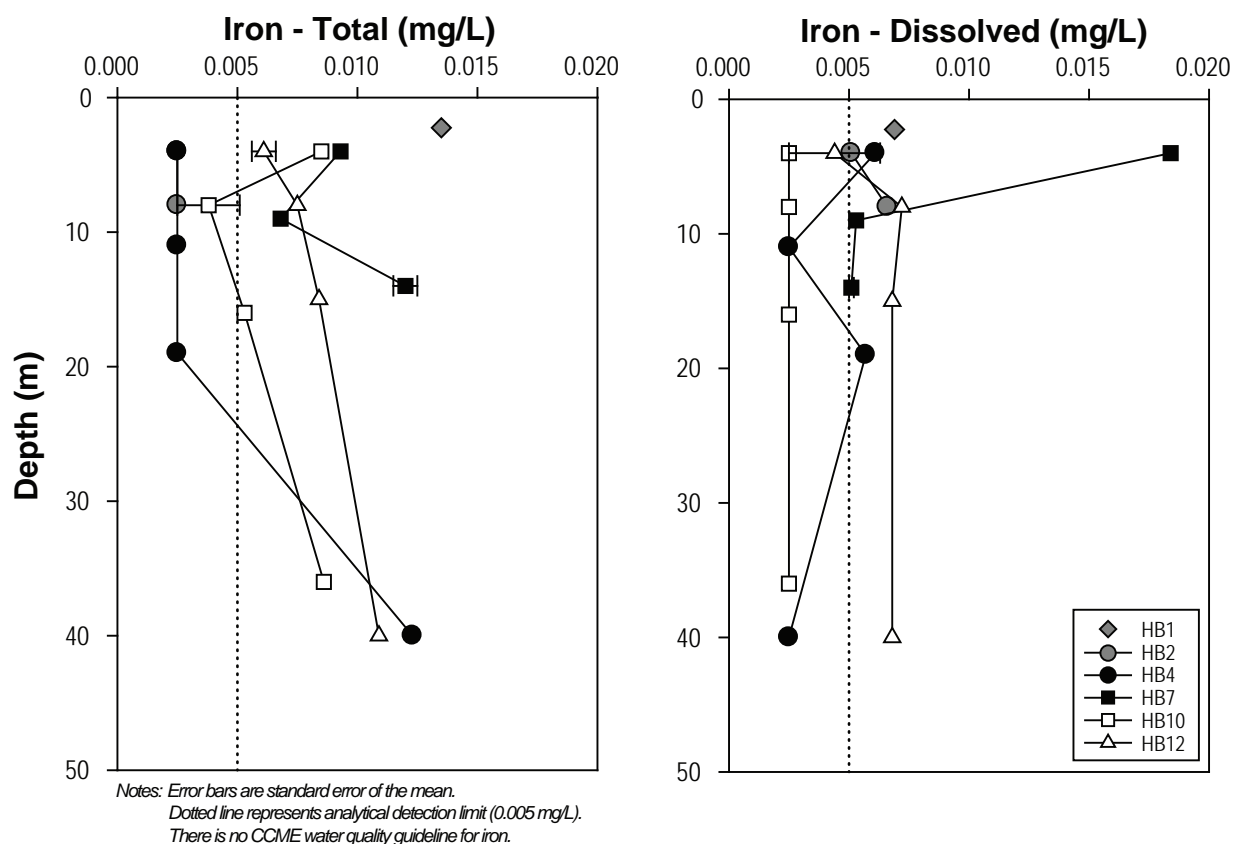 Iron - Total (mg/L)
0.000 0.005 0.010 0.015 0.020
0
10
20
30
40
50
Depth (m)
Iron - Dissolved (mg/L)
0.000 0.005 0.010 0.015 0.020
0
10
20
30
40
50
HB1
HB2
HB4
HB7
HB10
HB12
Notes: Error bars are standard error of the mean.
Dotted line represents analytical detection limit (0.005 mg/L).
There is no CCME water quality guideline for iron.